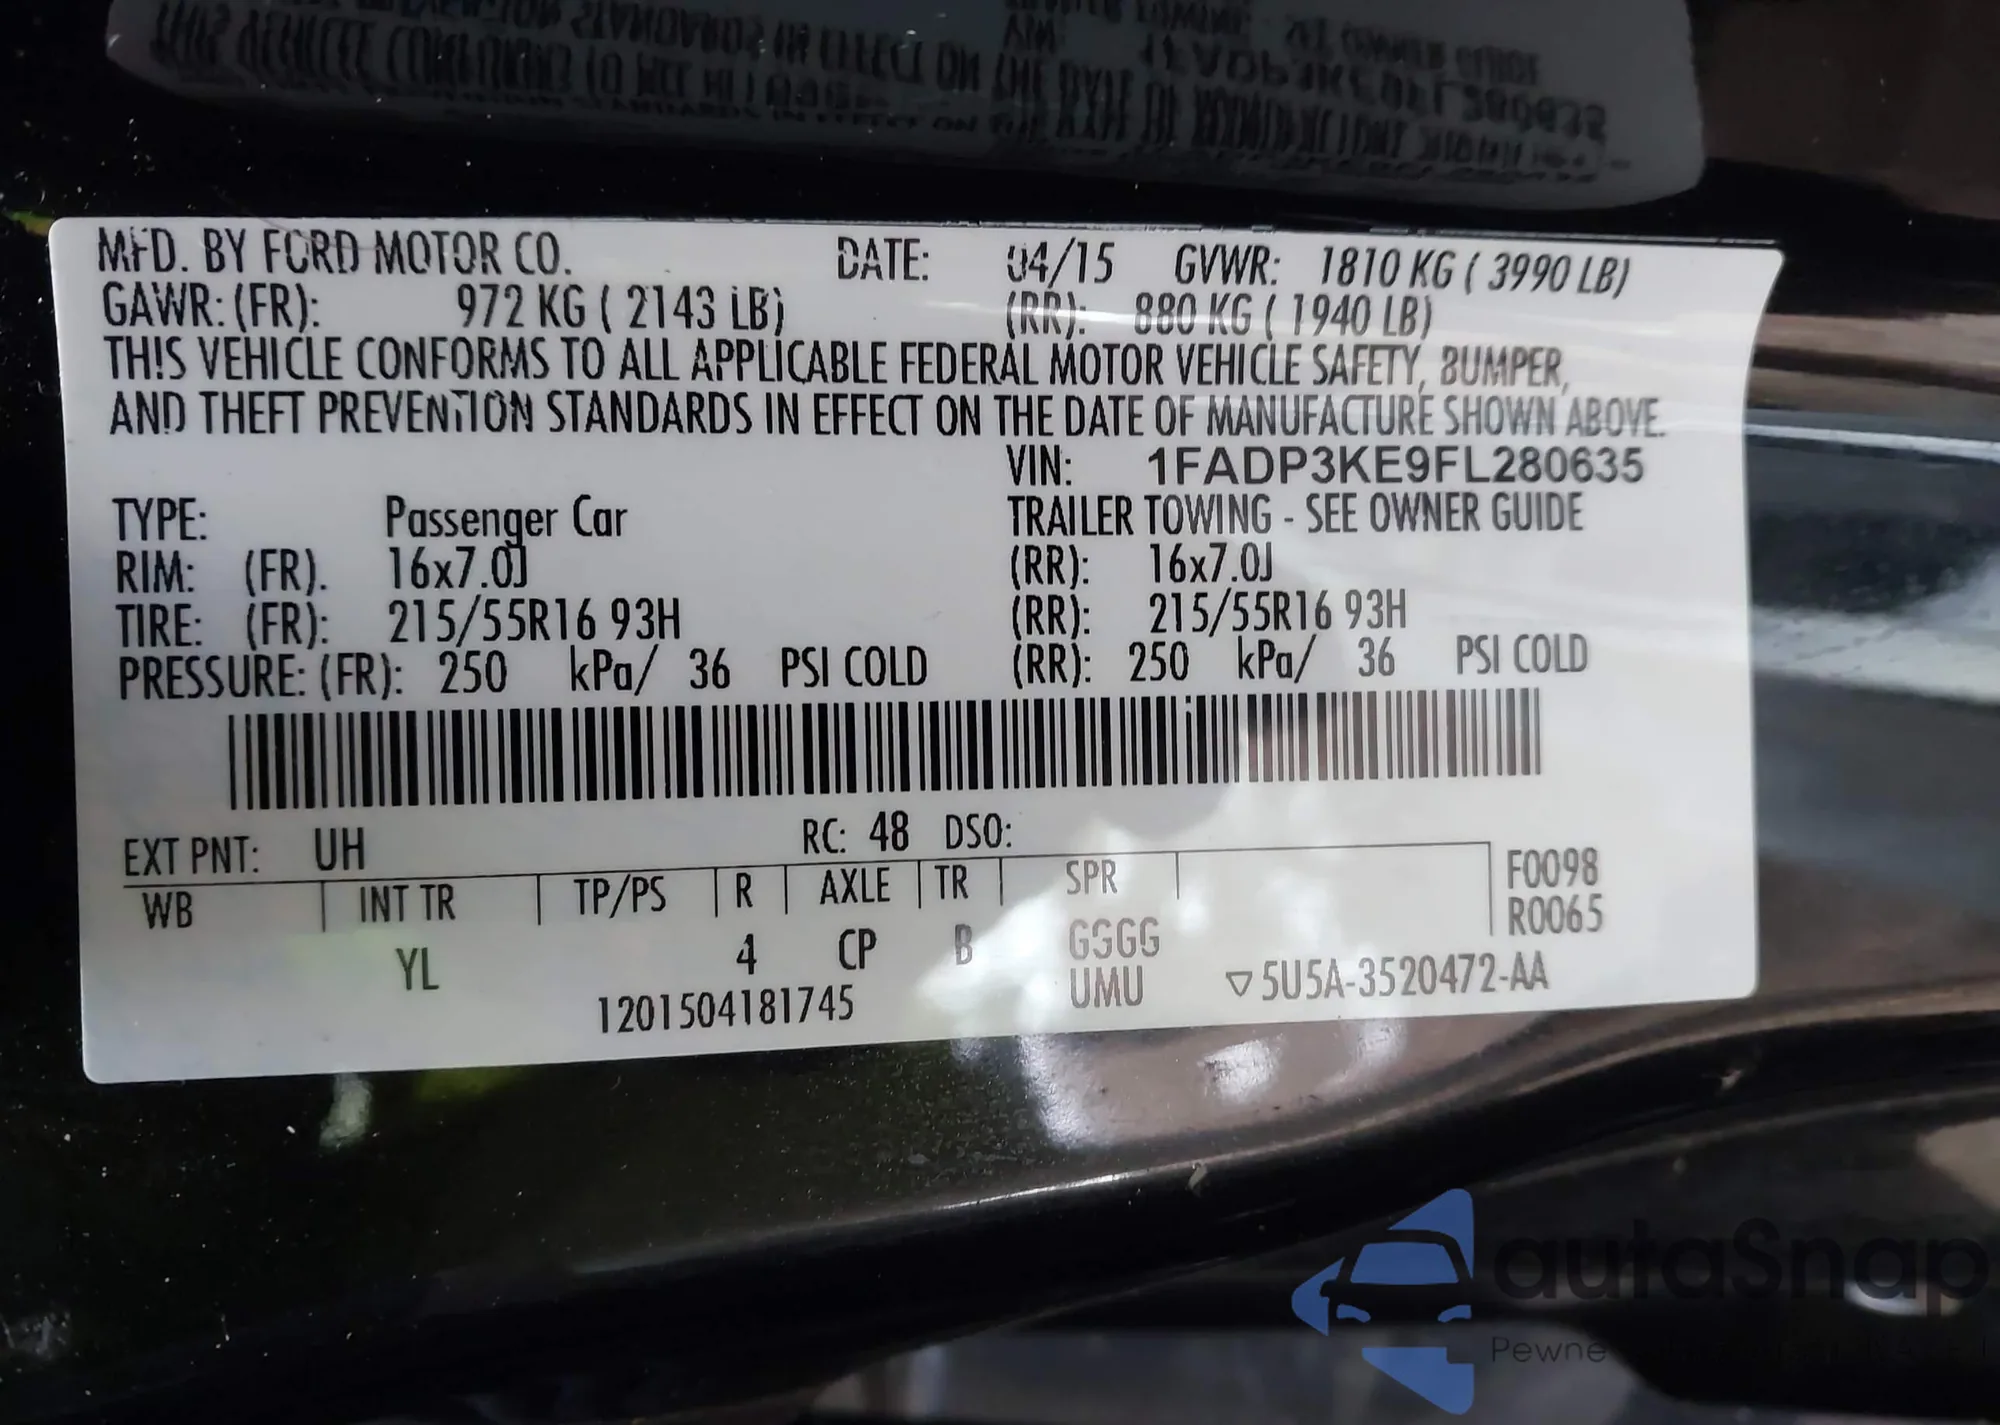 MFD. BY FORD MOTOR CO. DATE: 04/15 GVWR: 1810 KG ( 3990 LB)
GAWR: (FR): 972 KG ( 2143 LB) (RR): 880 KG ( 1940 LB)
THIS VEHICLE CONFORMS TO ALL APPLICABLE FEDERAL MOTOR VEHICLE SAFETY, BUMPER,
AND THEFT PREVENTION STANDARDS IN EFFECT ON THE DATE OF MANUFACTURE SHOWN ABOVE.
VIN: 1FADP3KE9FL280635
TYPE: Passenger Car TRAILER TOWING - SEE OWNER GUIDE
RIM: (FR). 16x7.0J (RR): 16x7.0J
TIRE: (FR): 215/55R16 93H (RR): 215/55R16 93H
PRESSURE: (FR): 250 kPa/ 36 PSI COLD (RR): 250 kPa/ 36 PSI COLD
EXT PNT: UH RC: 48 DSO:
WB INT TR TP/PS R AXLE TR SPR F0098
R0065
YL 4 CP B GGGG
UMU ▽5U5A-3520472-AA
1201504181745
autaSnap
Pewne